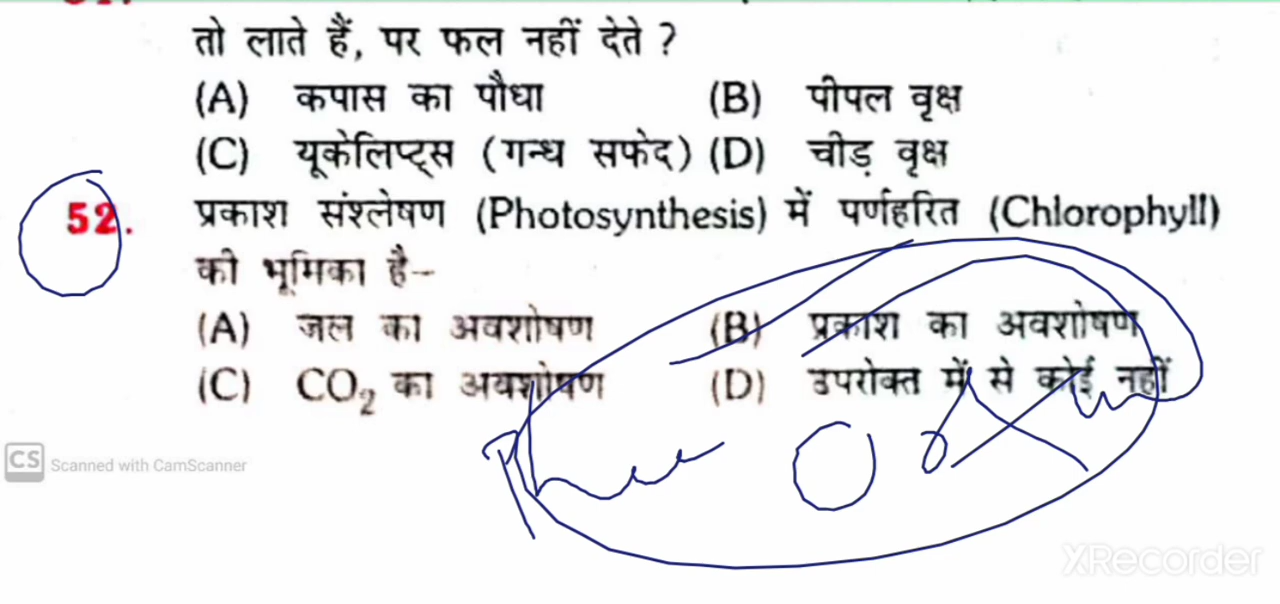 तो लाते हैं, पर फल नहीं देते ?
(A) कपास का पौधा (B) पीपल वृक्ष
(C) यूकेलिप्ट्स (गन्ध सफेद) (D) चीड़ वृक्ष
52. प्रकाश संश्लेषण (Photosynthesis) में पर्णहरित (Chlorophyll)
की भूमिका है–
(A) जल का अवशोषण (B) प्रकाश का अवशोषण
(C) CO₂ का अवशोषण (D) उपरोक्त में से कोई नहीं
CS Scanned with CamScanner
XRecorder